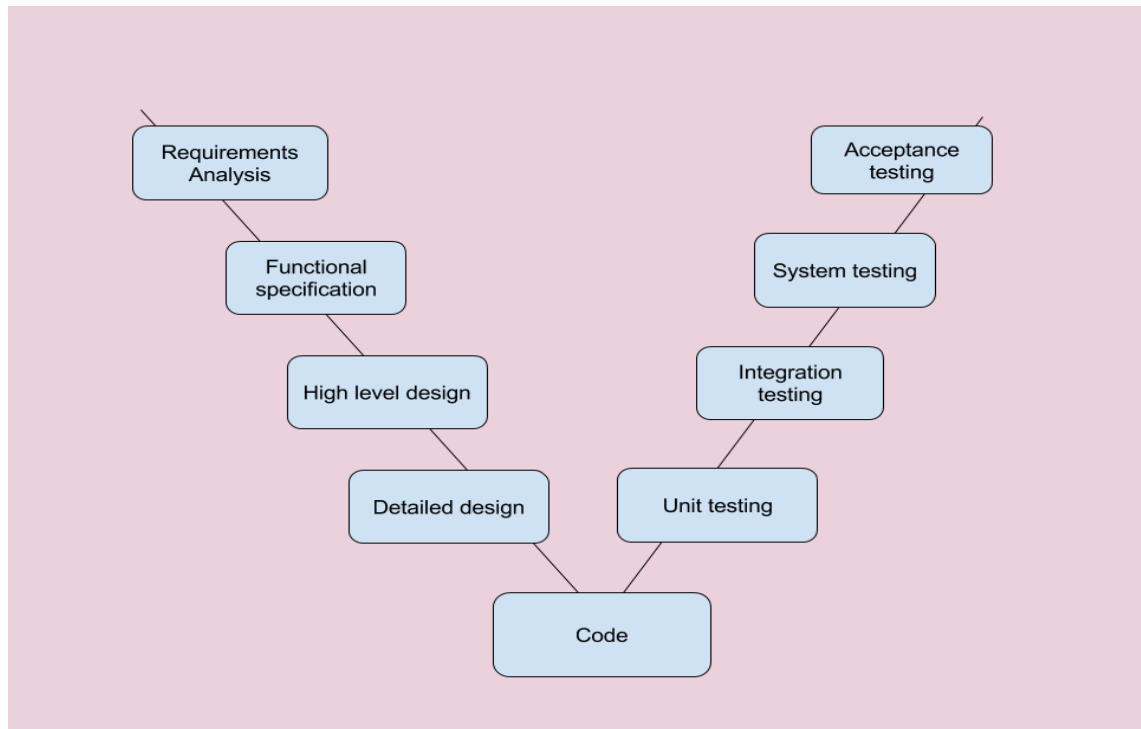 Requirements
Analysis
Functional
specification
High level design
Detailed design
Code
Unit testing
Integration
testing
System testing
Acceptance
testing